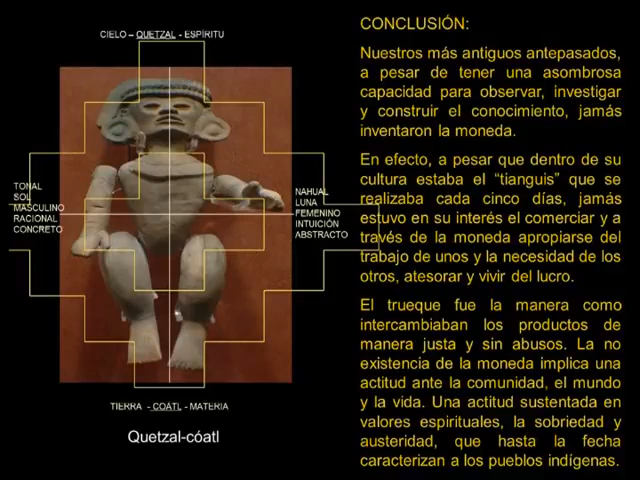 CIELO – QUETZAL - ESPÍRITU
TONAL
SOL
MASCULINO
RACIONAL
CONCRETO
NAHUAL
LUNA
FEMENINO
INTUICIÓN
ABSTRACTO
TIERRA - COÁTL - MATERIA
Quetzal-cóatl
CONCLUSIÓN:
Nuestros más antiguos antepasados,
a pesar de tener una asombrosa
capacidad para observar, investigar
y construir el conocimiento, jamás
inventaron la moneda.
En efecto, a pesar que dentro de su
cultura estaba el “tianguis” que se
realizaba cada cinco días, jamás
estuvo en su interés el comerciar y a
través de la moneda apropiarse del
trabajo de unos y la necesidad de los
otros, atesorar y vivir del lucro.
El trueque fue la manera como
intercambiaban los productos de
manera justa y sin abusos. La no
existencia de la moneda implica una
actitud ante la comunidad, el mundo
y la vida. Una actitud sustentada en
valores espirituales, la sobriedad y
austeridad, que hasta la fecha
caracterizan a los pueblos indígenas.